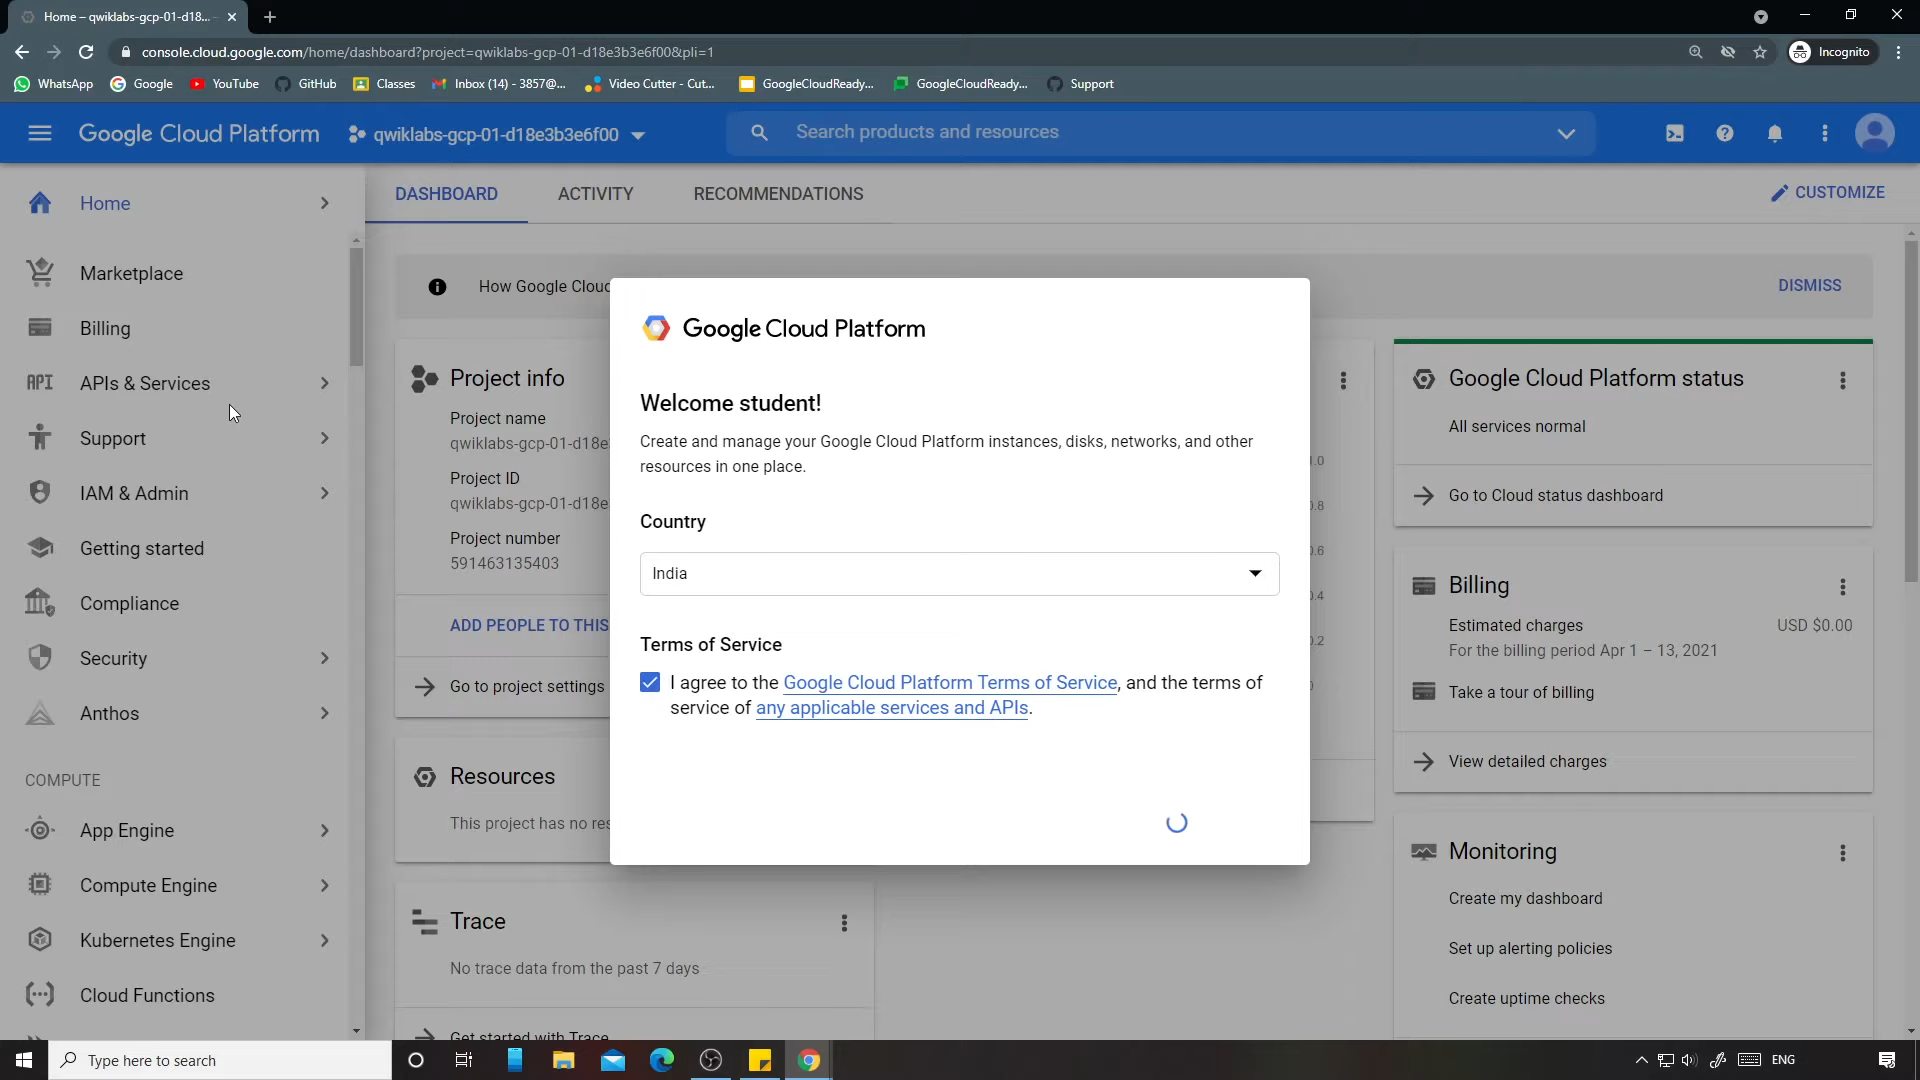 Home – qwiklabs-gcp-01-d18...
console.cloud.google.com/home/dashboard?project=qwiklabs-gcp-01-d18e3b3e6f00&pli=1
Incognito
WhatsApp
Google
YouTube
GitHub
Classes
Inbox (14) - 3857@...
Video Cutter - Cut...
GoogleCloudReady...
GoogleCloudReady...
Support
Google Cloud Platform
qwiklabs-gcp-01-d18e3b3e6f00
Search products and resources
Home
Marketplace
Billing
API
APIs & Services
Support
IAM & Admin
Getting started
Compliance
Security
Anthos
COMPUTE
App Engine
Compute Engine
Kubernetes Engine
Cloud Functions
DASHBOARD
ACTIVITY
RECOMMENDATIONS
CUSTOMIZE
How Google Clou
DISMISS
Project info
Project name
qwiklabs-gcp-01-d18e
Project ID
qwiklabs-gcp-01-d18e
Project number
591463135403
ADD PEOPLE TO THIS
Go to project settings
Resources
This project has no res
Trace
No trace data from the past 7 days
Get started with Trace
Google Cloud Platform
Welcome student!
Create and manage your Google Cloud Platform instances, disks, networks, and other
resources in one place.
Country
India
Terms of Service
I agree to the Google Cloud Platform Terms of Service, and the terms of
service of any applicable services and APIs.
Google Cloud Platform status
All services normal
Go to Cloud status dashboard
Billing
Estimated charges
USD $0.00
For the billing period Apr 1 – 13, 2021
Take a tour of billing
View detailed charges
Monitoring
Create my dashboard
Set up alerting policies
Create uptime checks
Type here to search
ENG